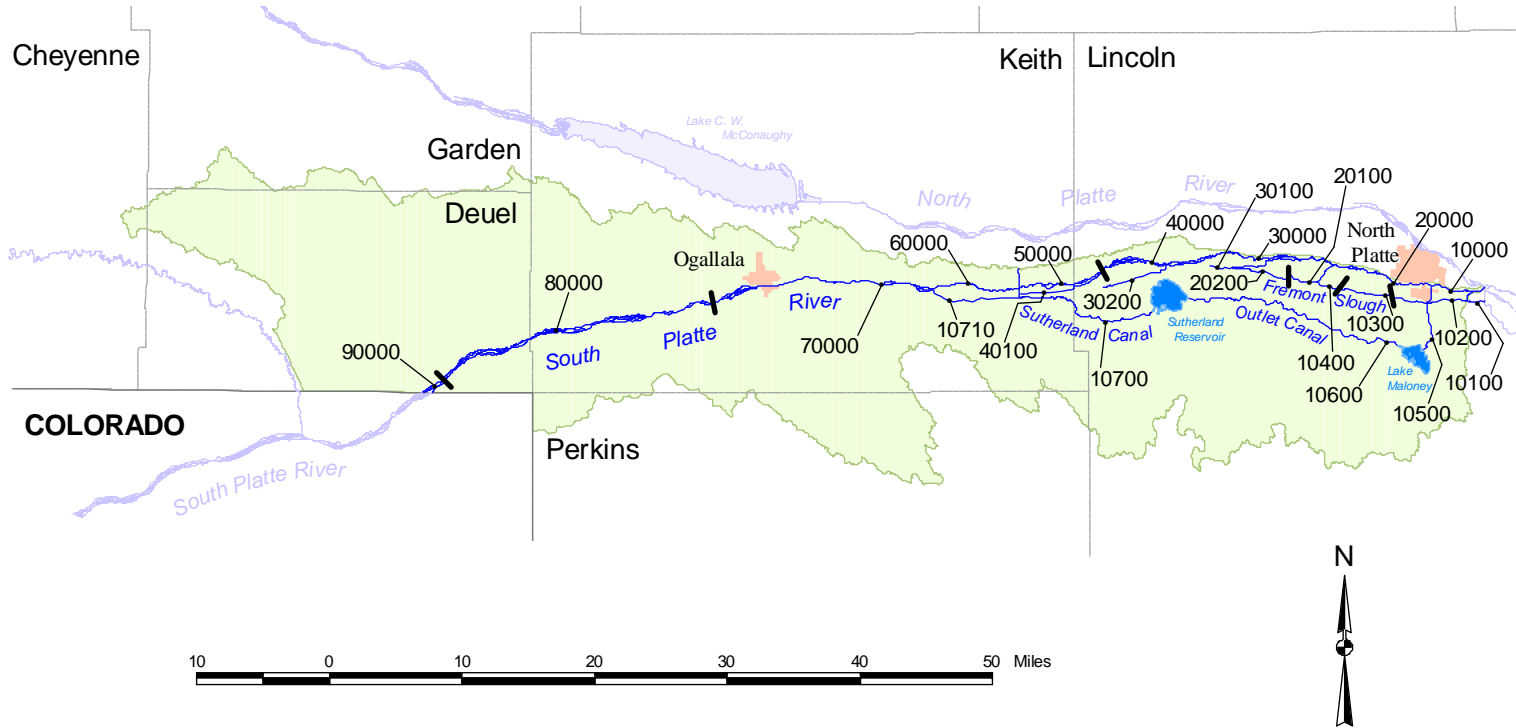 Cheyenne
Keith
Lincoln
Lake C. W.
McConaughy
Garden
Deuel
North Platte River
20100
30100
40000
30000
20000
North
Platte
10000
60000
50000
Ogallala
80000
20200
Fremont Slough
30200
River
90000
South Platte
70000
10710
40100
Sutherland Canal
Sutherland
Reservoir
Outlet Canal
10300
10200
10400
10700
10600
Lake
Maloney
10100
10500
COLORADO
Perkins
South Platte River
N
10 0 10 20 30 40 50 Miles